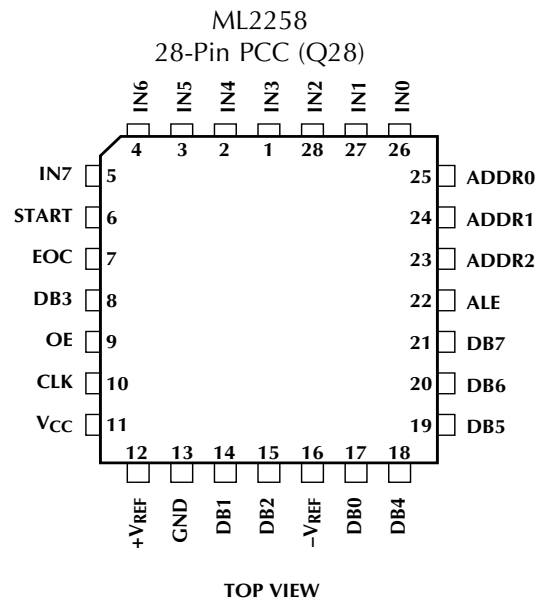 ML2258
28-Pin PCC (Q28)
IN6 IN5 IN4 IN3 IN2 IN1 IN0
4 3 2 1 28 27 26
IN7 5 25 ADDR0
START 6 24 ADDR1
EOC 7 23 ADDR2
DB3 8 22 ALE
OE 9 21 DB7
CLK 10 20 DB6
VCC 11 19 DB5
12 13 14 15 16 17 18
+VREF GND DB1 DB2 –VREF DB0 DB4
TOP VIEW